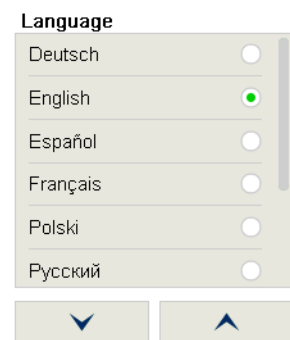 Language
Deutsch
English
Español
Français
Polski
Русский